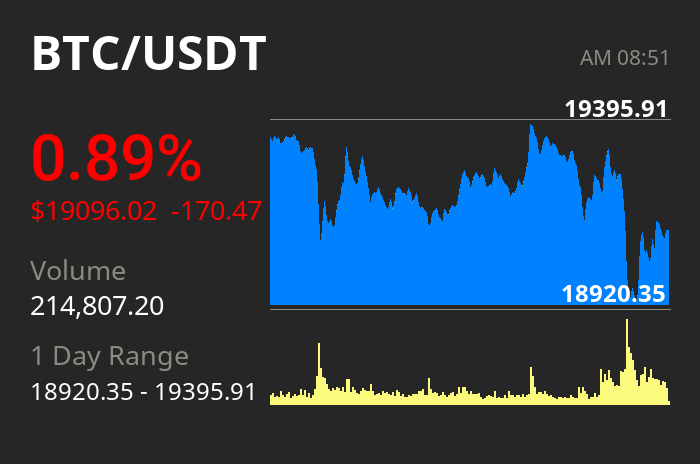 BTC/USDT
AM 08:51
19395.91
0.89%
$19096.02 -170.47
Volume
214,807.20
18920.35
1 Day Range
18920.35 - 19395.91